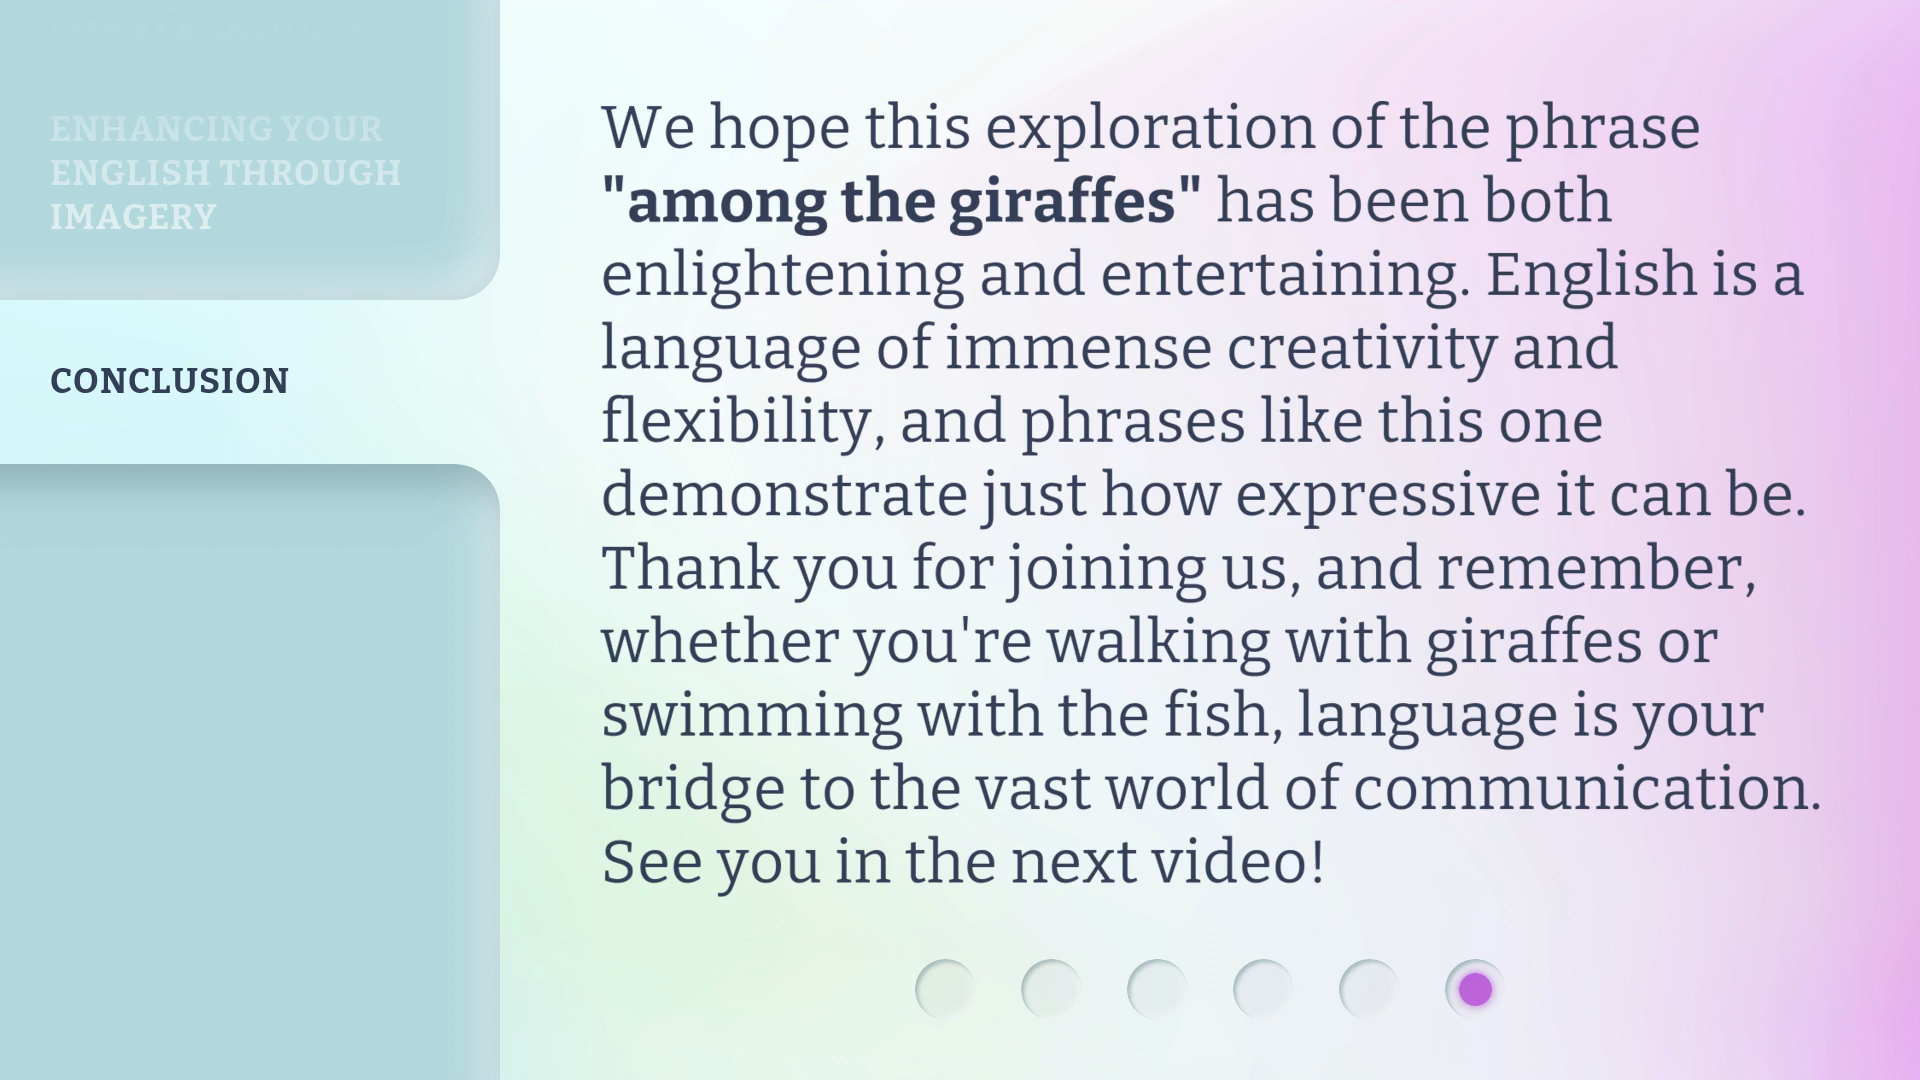 ENHANCING YOUR
ENGLISH THROUGH
IMAGERY
CONCLUSION
We hope this exploration of the phrase
"among the giraffes" has been both
enlightening and entertaining. English is a
language of immense creativity and
flexibility, and phrases like this one
demonstrate just how expressive it can be.
Thank you for joining us, and remember,
whether you're walking with giraffes or
swimming with the fish, language is your
bridge to the vast world of communication.
See you in the next video!